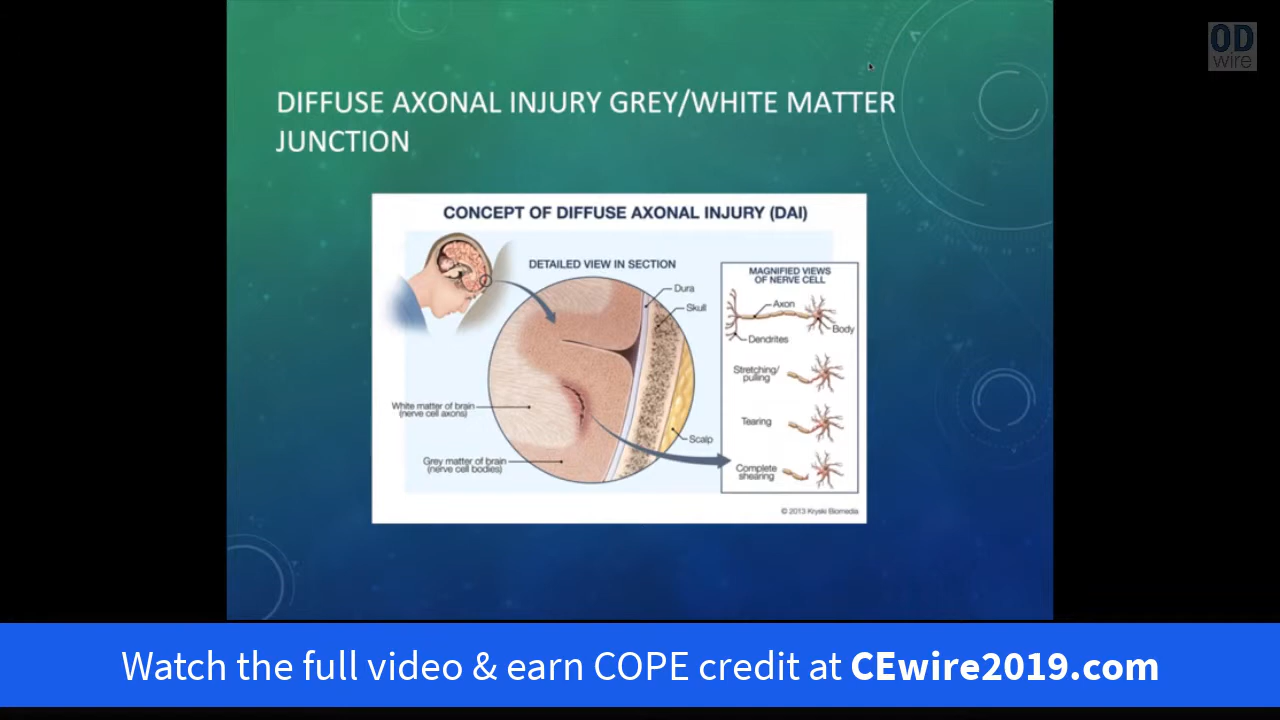 OD
wire
DIFFUSE AXONAL INJURY GREY/WHITE MATTER
JUNCTION
CONCEPT OF DIFFUSE AXONAL INJURY (DAI)
DETAILED VIEW IN SECTION
Dura
Skull
White matter of brain
(nerve cell axons)
Grey matter of brain
(nerve cell bodies)
Scalp
MAGNIFIED VIEWS
OF NERVE CELL
Axon
Body
Dendrites
Stretching/
pulling
Tearing
Complete
shearing
© 2013 Kryski Biomedia
Watch the full video & earn COPE credit at CEwire2019.com